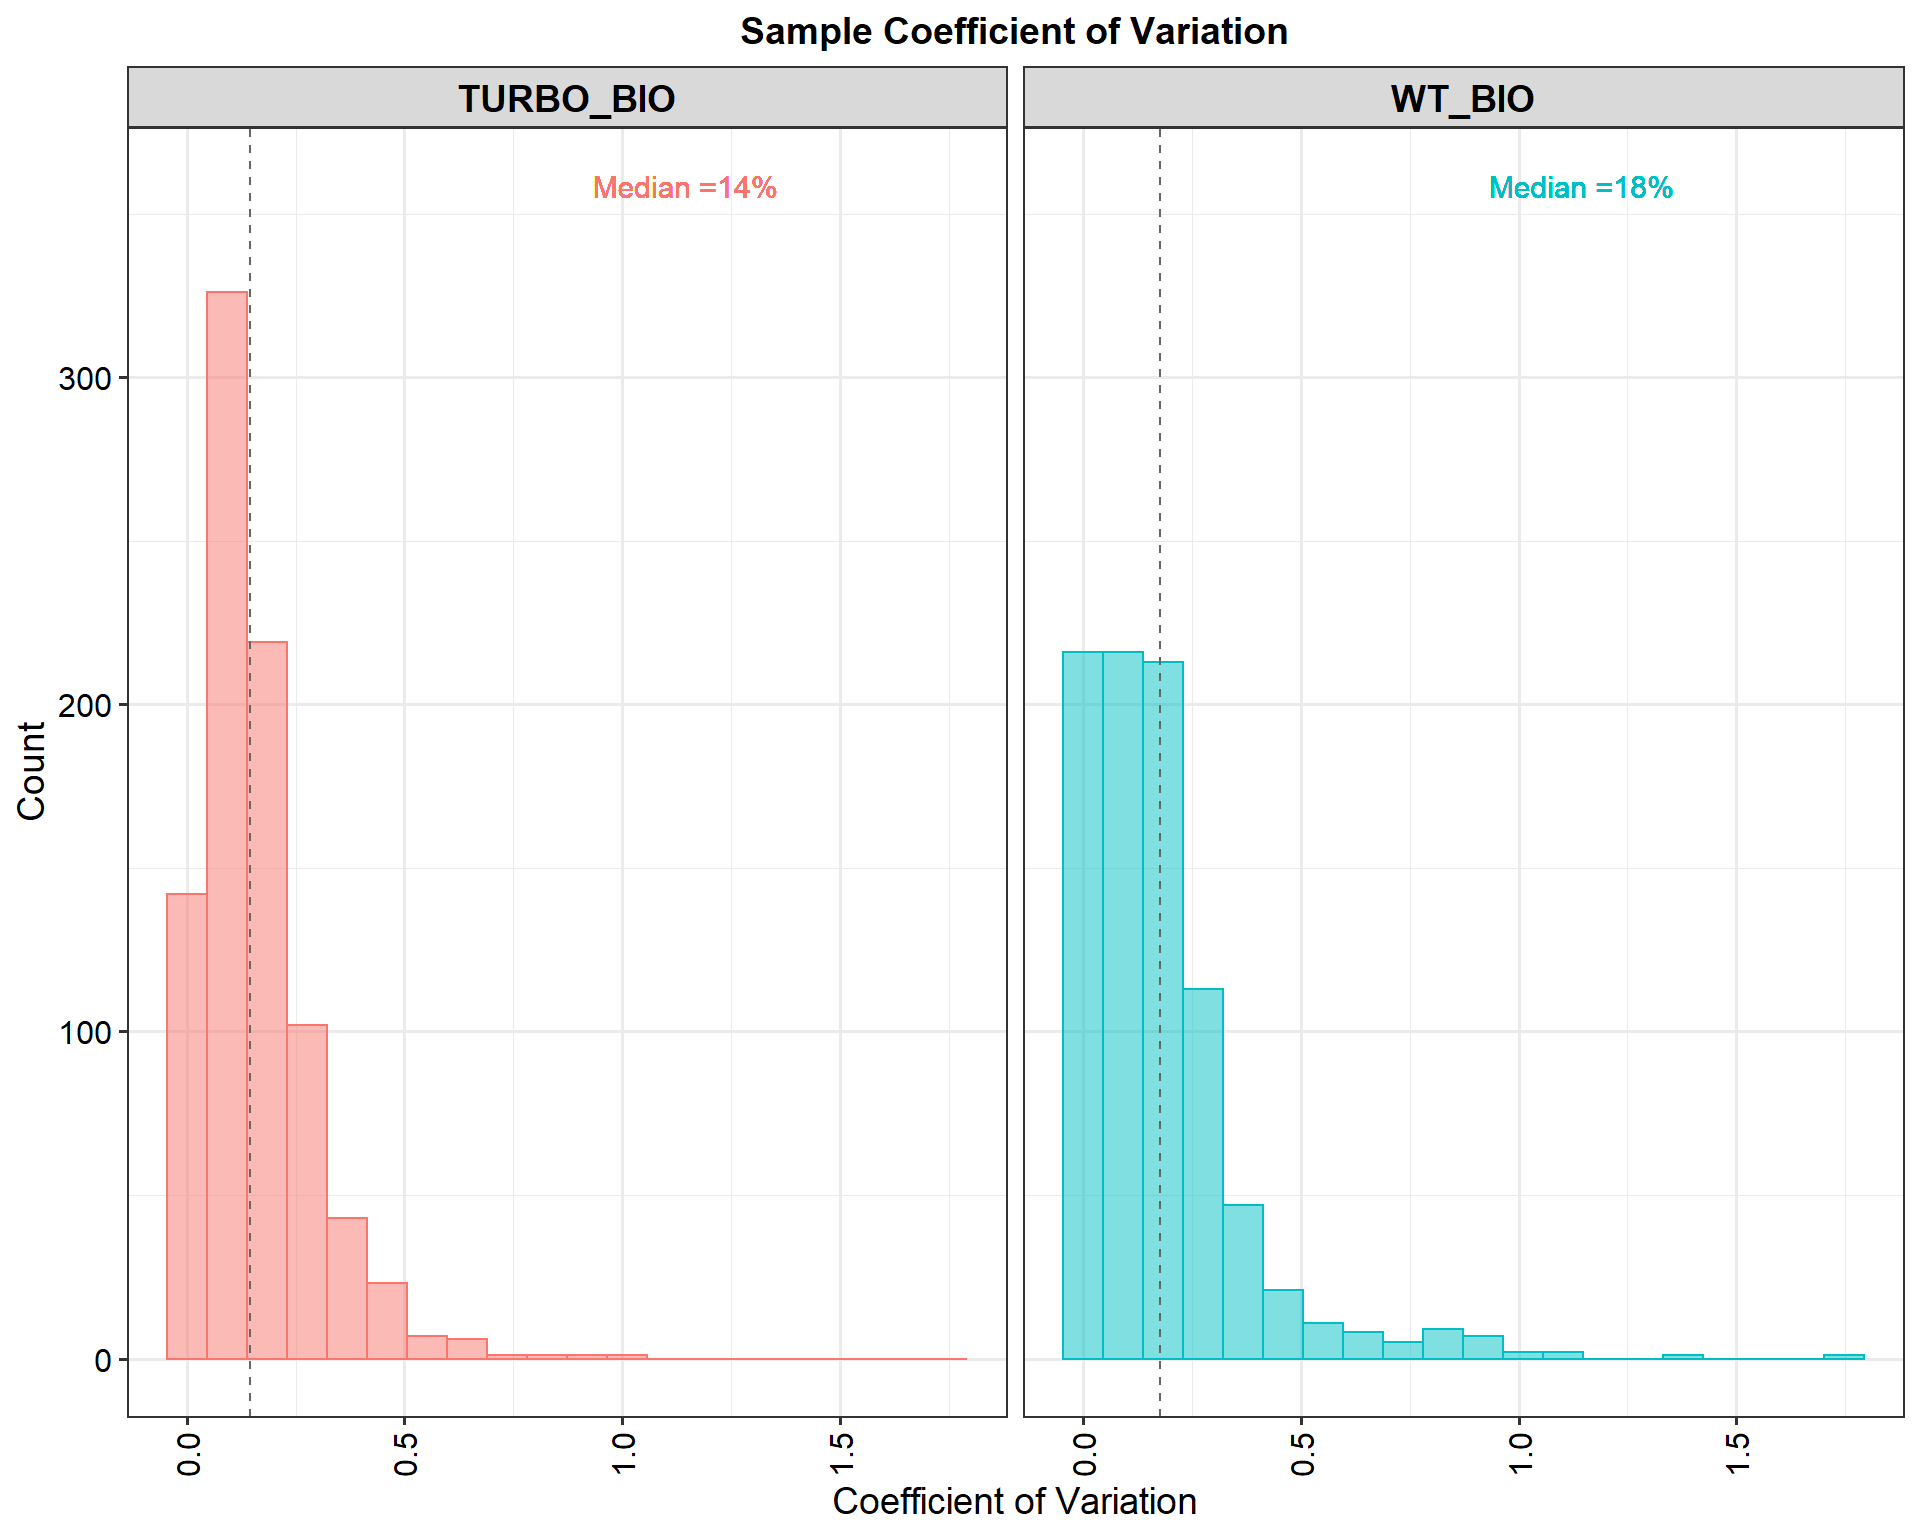 Sample Coefficient of Variation
TURBO_BIO
WT_BIO
Median =14%
Median =18%
Count
300
200
100
0
0.0
0.5
1.0
1.5
0.0
0.5
1.0
1.5
Coefficient of Variation